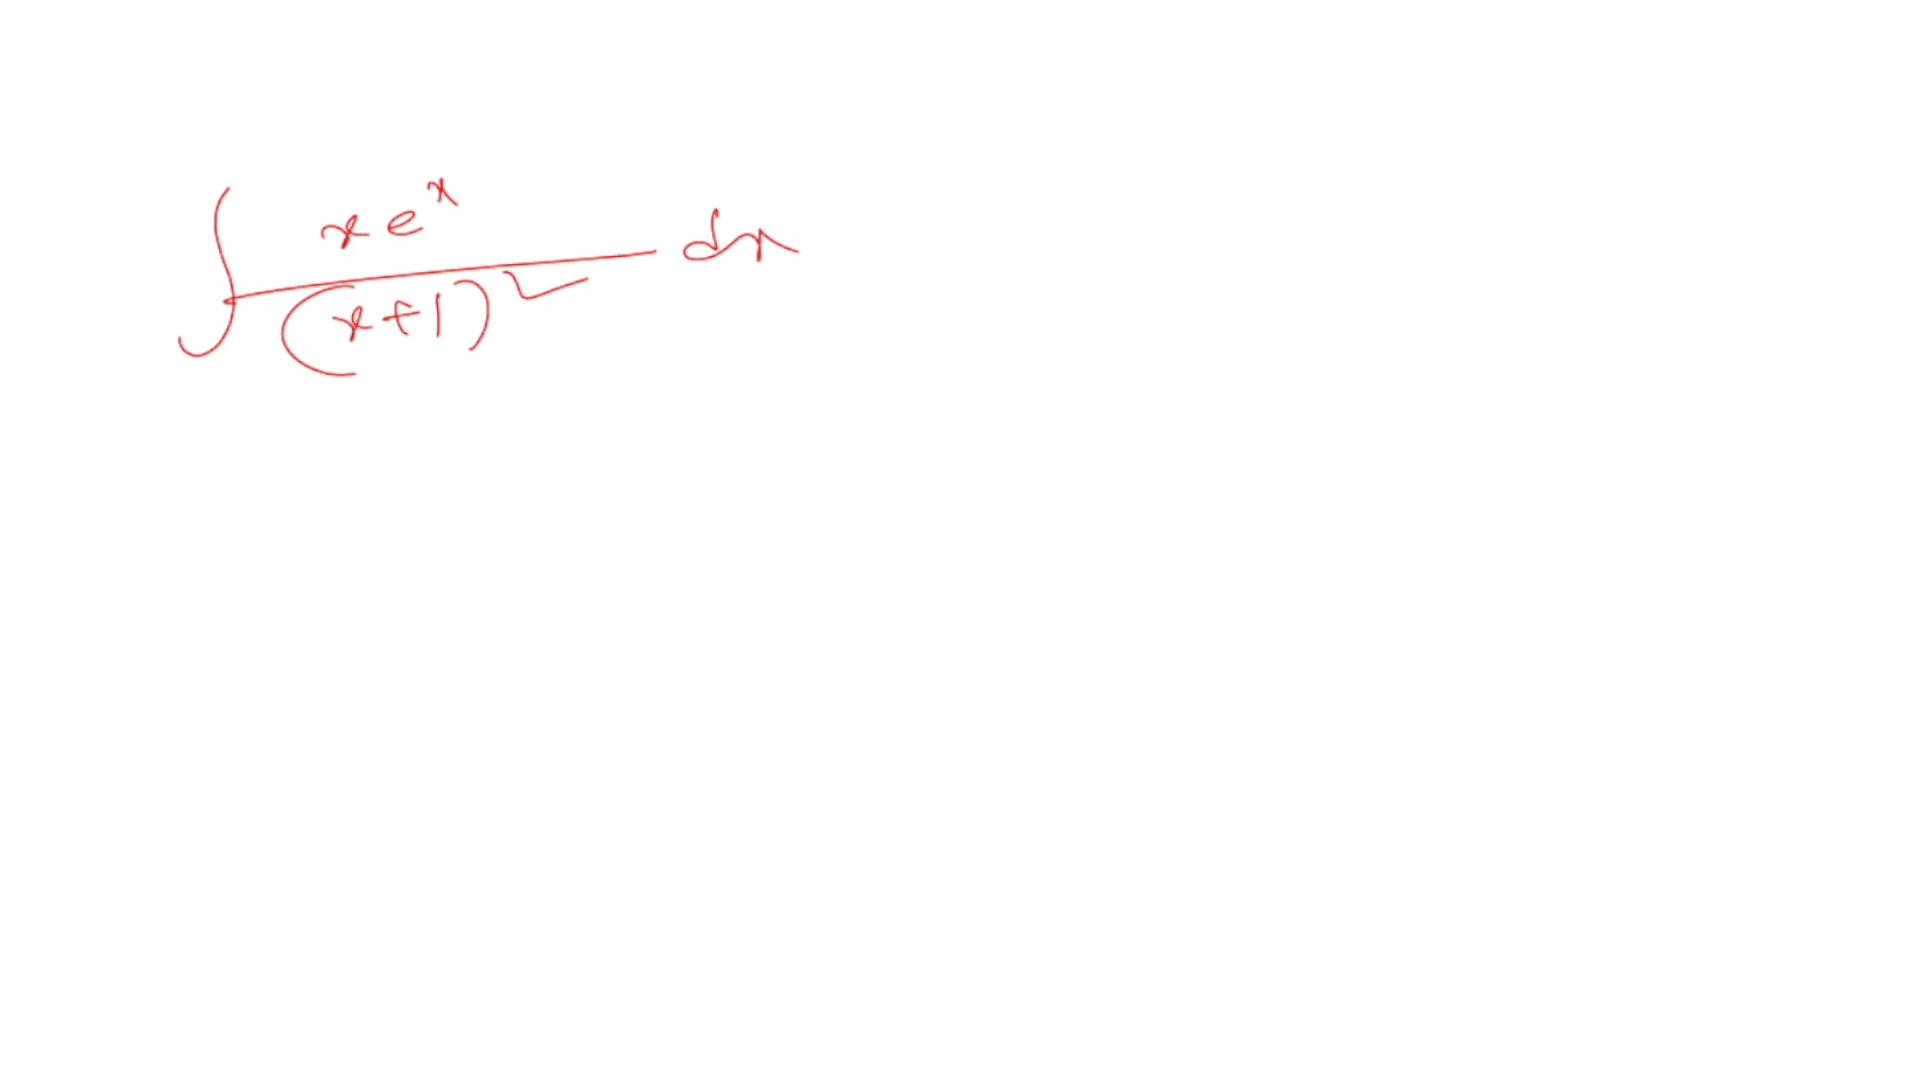 ∫ xe^x / (x+1)^2 dx